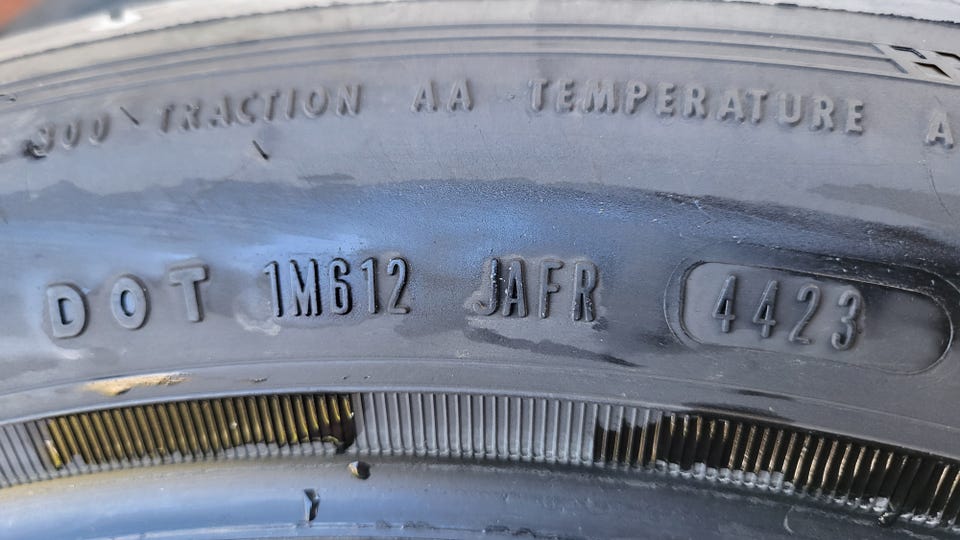 300 TRACTION AA TEMPERATURE A
DOT 1M612 JAFR 4423